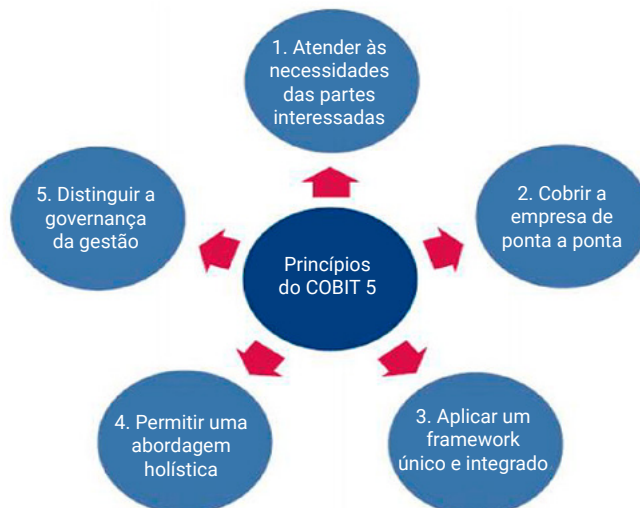 1. Atender às
necessidades
das partes
interessadas
2. Cobrir a
empresa de
ponta a ponta
3. Aplicar um
framework
único e integrado
4. Permitir uma
abordagem
holística
5. Distinguir a
governança
da gestão
Princípios
do COBIT 5